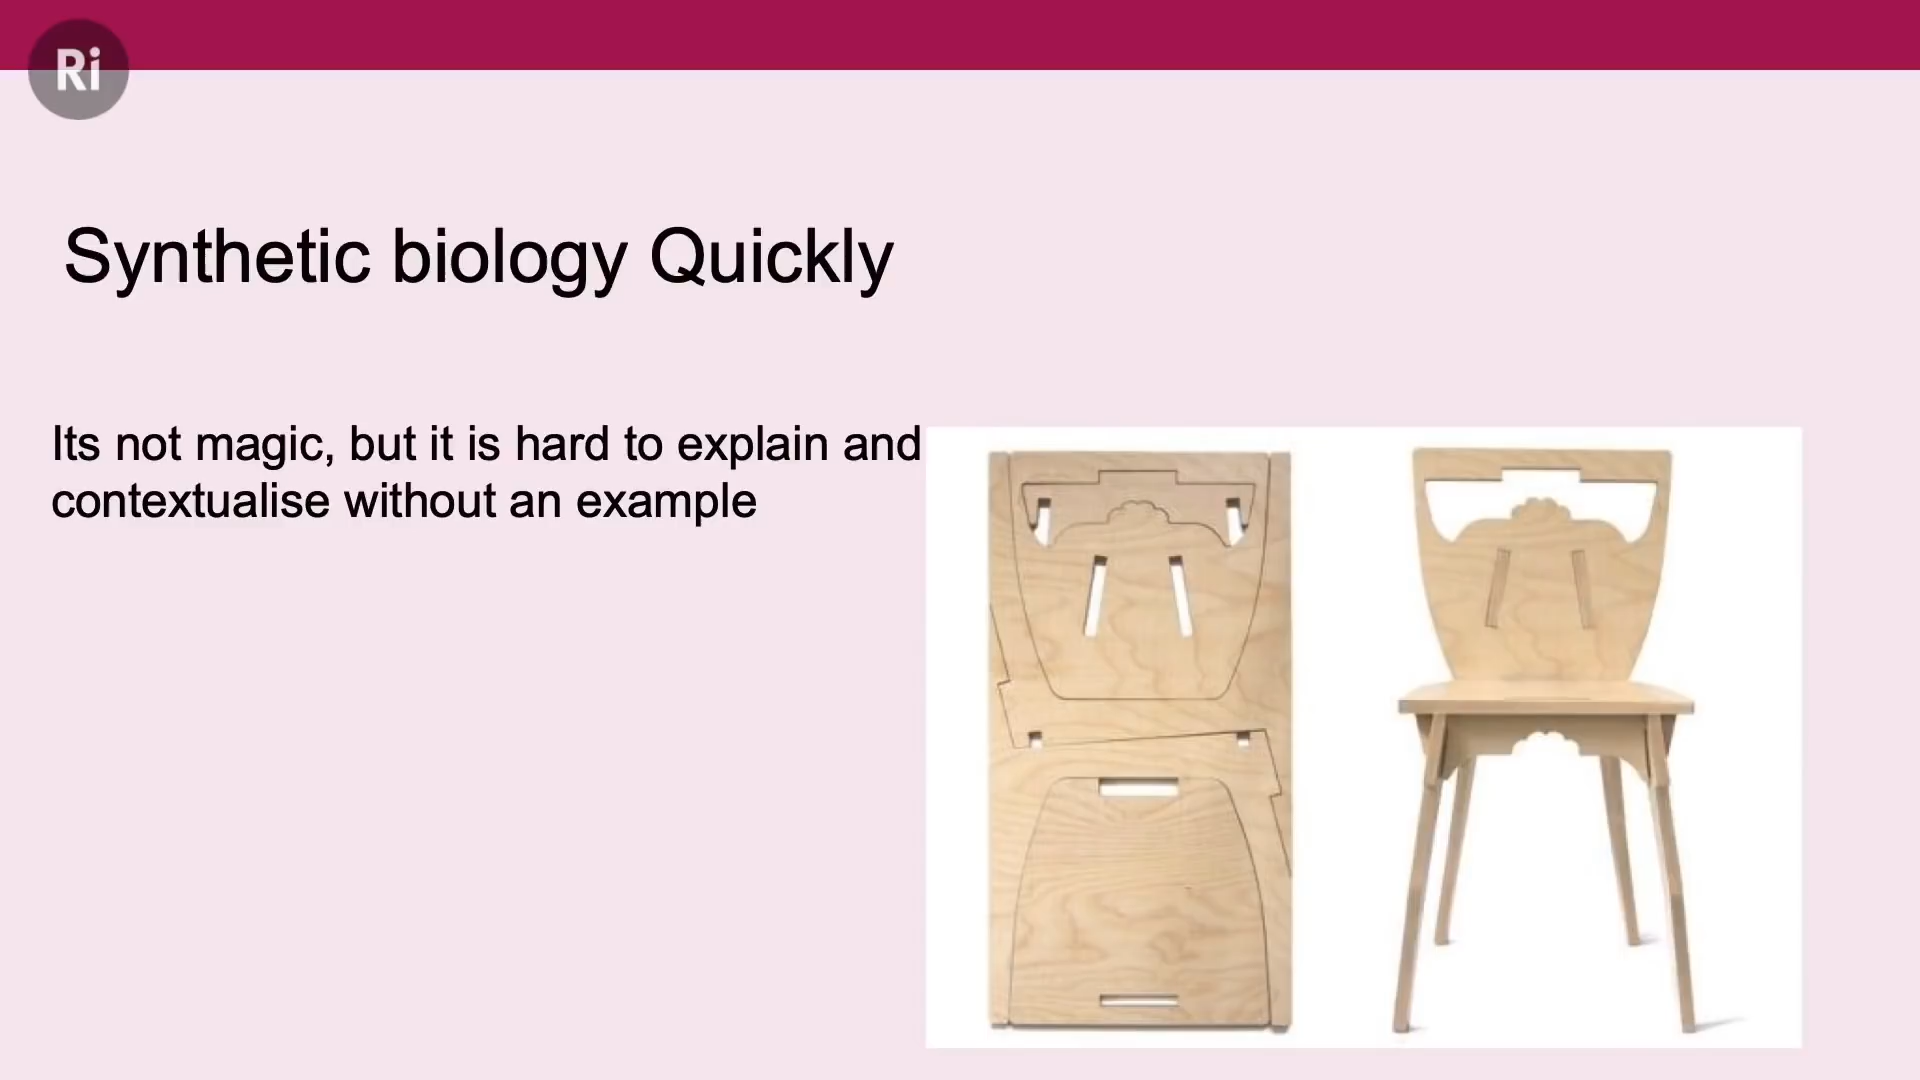 Ri
Synthetic biology Quickly
Its not magic, but it is hard to explain and
contextualise without an example